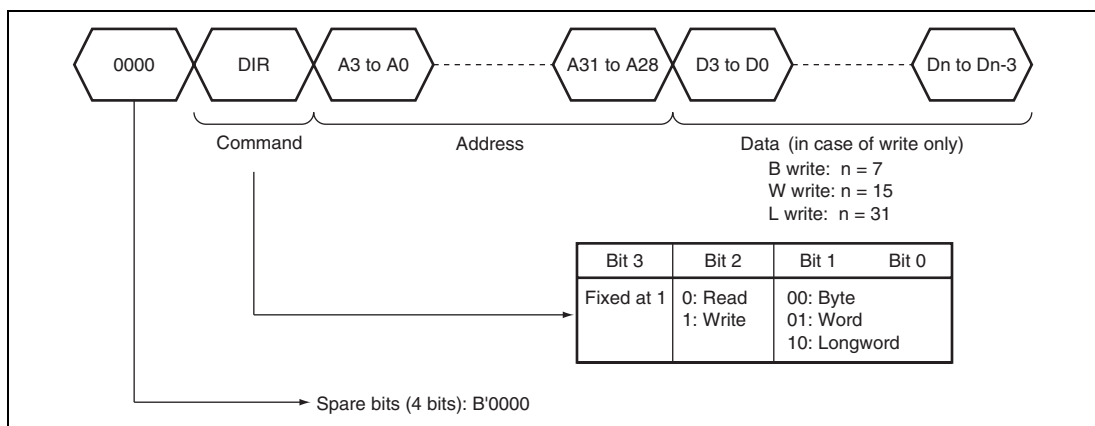 0000 DIR A3 to A0 A31 to A28 D3 to D0 Dn to Dn-3
Command Address Data (in case of write only)
B write: n = 7
W write: n = 15
L write: n = 31
Bit 3 Bit 2 Bit 1 Bit 0
Fixed at 1 0: Read 00: Byte
1: Write 01: Word
10: Longword
Spare bits (4 bits): B'0000